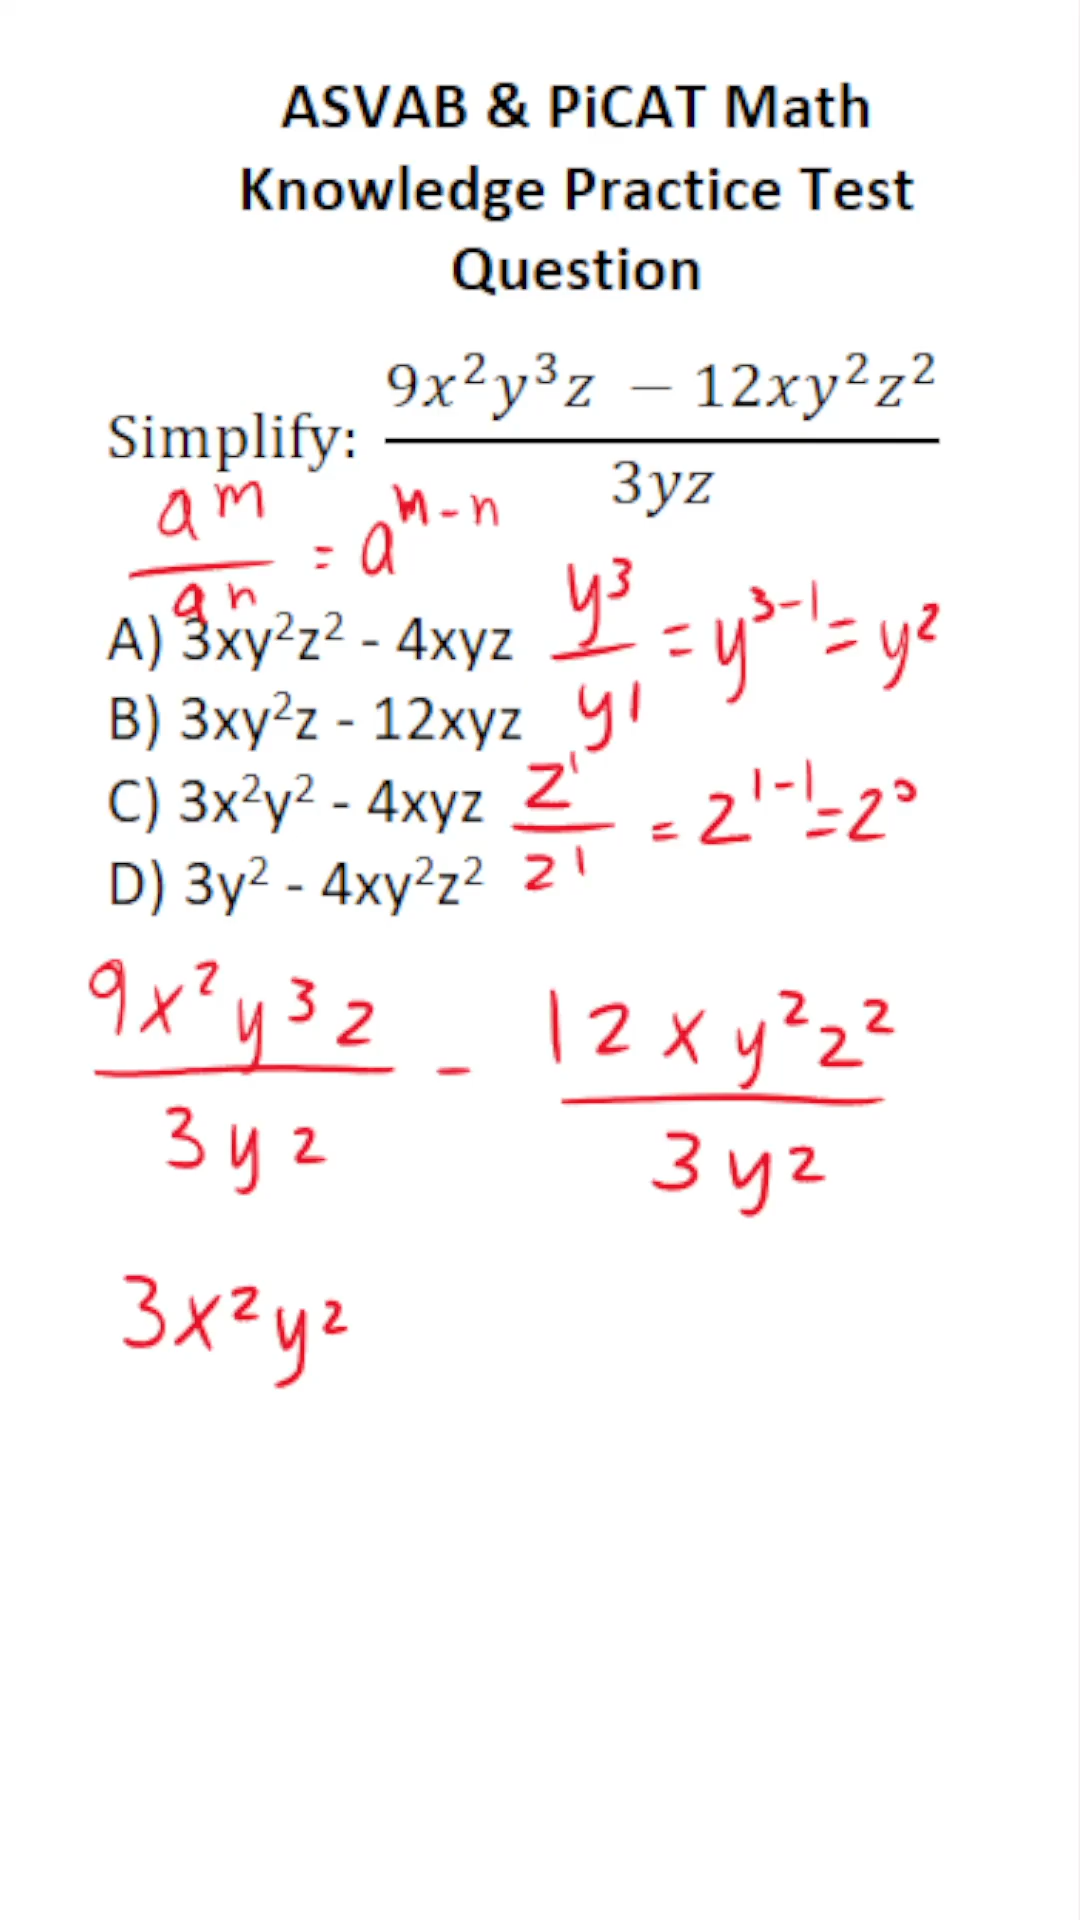 ASVAB & PiCAT Math
Knowledge Practice Test
Question
Simplify: (9x²y³z − 12xy²z²) / 3yz
aᵐ/aⁿ = aᵐ⁻ⁿ
A) 3xy²z² - 4xyz
y³/y1 = y³⁻¹ = y²
B) 3xy²z - 12xyz
C) 3x²y² - 4xyz
z¹/z¹ = z¹⁻¹ = z⁰
D) 3y² - 4xy²z²
9x²y³z/3yz - 12xy²z²/3yz
3x²y²